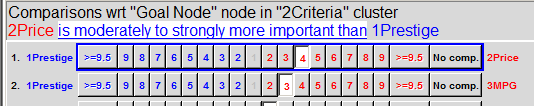 Comparisons wrt "Goal Node" node in "2Criteria" cluster
2Price is moderately to strongly more important than 1Prestige
1. 1Prestige >=9.5 9 8 7 6 5 4 3 2 1 2 3 4 5 6 7 8 9 >=9.5 No comp. 2Price
2. 1Prestige >=9.5 9 8 7 6 5 4 3 2 1 2 3 4 5 6 7 8 9 >=9.5 No comp. 3MPG